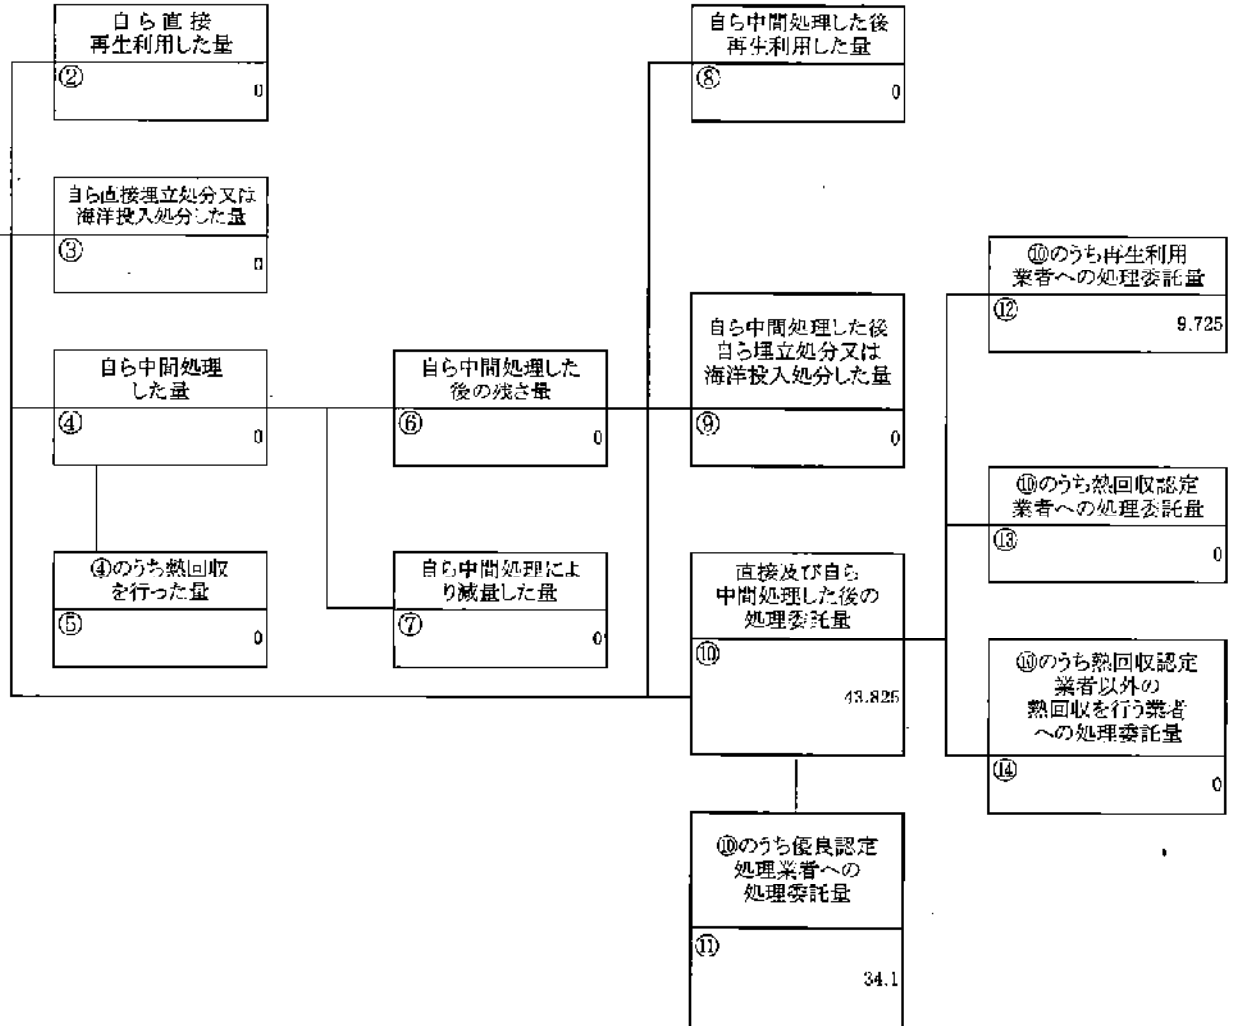 自ら直接
再生利用した量
②
0
自ら直接埋立処分又は
海洋投入処分した量
③
0
自ら中間処理
した量
④
0
④のうち熱回収
を行った量
⑤
0
自ら中間処理した
後の残さ量
⑥
0
自ら中間処理によ
り減量した量
⑦
0
自ら中間処理した後
再生利用した量
⑧
0
自ら中間処理した後
自ら埋立処分又は
海洋投入処分した量
⑨
0
直接及び自ら
中間処理した後の
処理委託量
⑩
43.825
⑩のうち優良認定
処理業者への
処理委託量
⑪
34.1
⑩のうち再生利用
業者への処理委託量
⑫
9.725
⑩のうち熱回収認定
業者への処理委託量
⑬
0
⑩のうち熱回収認定
業者以外の
熱回収を行う業者
への処理委託量
⑭
0